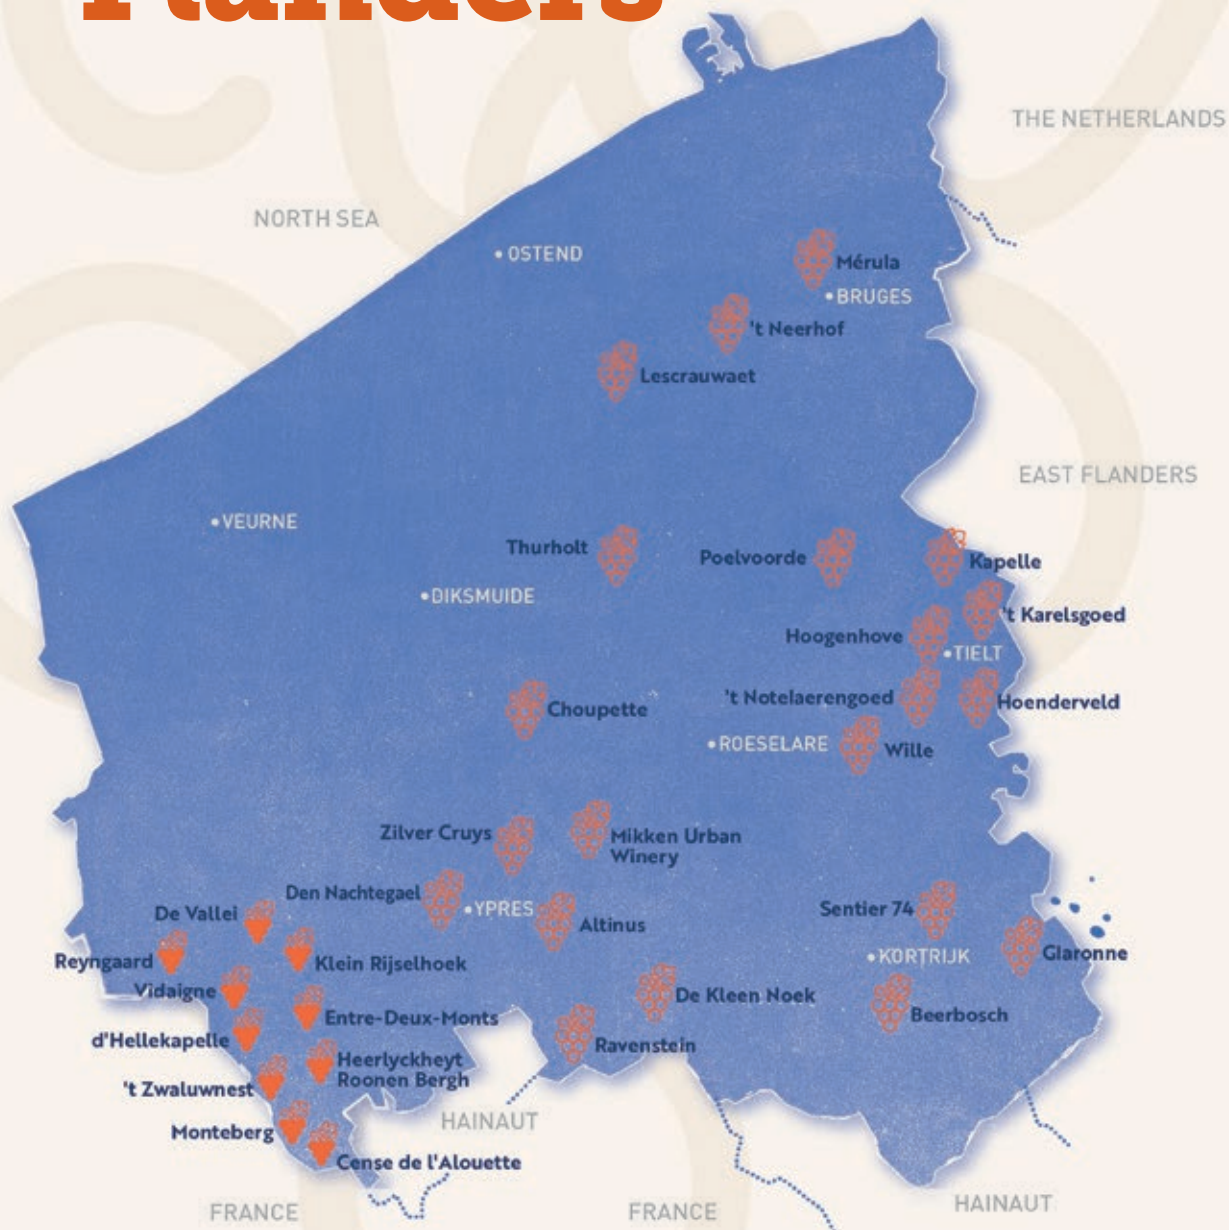 Flanders
THE NETHERLANDS
NORTH SEA
• OSTEND
Mérula
• BRUGES
't Neerhof
Lescrauwaet
EAST FLANDERS
• VEURNE
Thurholt
Poelvoorde
Kapelle
• DIKSMUIDE
't Karelsgoed
Hoogenhove
• TIELT
't Notelaerengoed
Hoenderveld
Choupette
• ROESELARE
Wille
Zilver Cruys
Mikken Urban
Winery
Den Nachtegael
• YPRES
De Vallei
Altinus
Sentier 74
Reyngaard
Klein Rijselhoek
• KORTRIJK
Glaronne
Vidaigne
De Kleen Noek
Entre-Deux-Monts
Beerbosch
d'Hellekapelle
Ravenstein
Heerlyckheyt
Roonen Bergh
't Zwaluwnest
HAINAUT
Monteberg
Cense de l'Alouette
FRANCE
FRANCE
HAINAUT